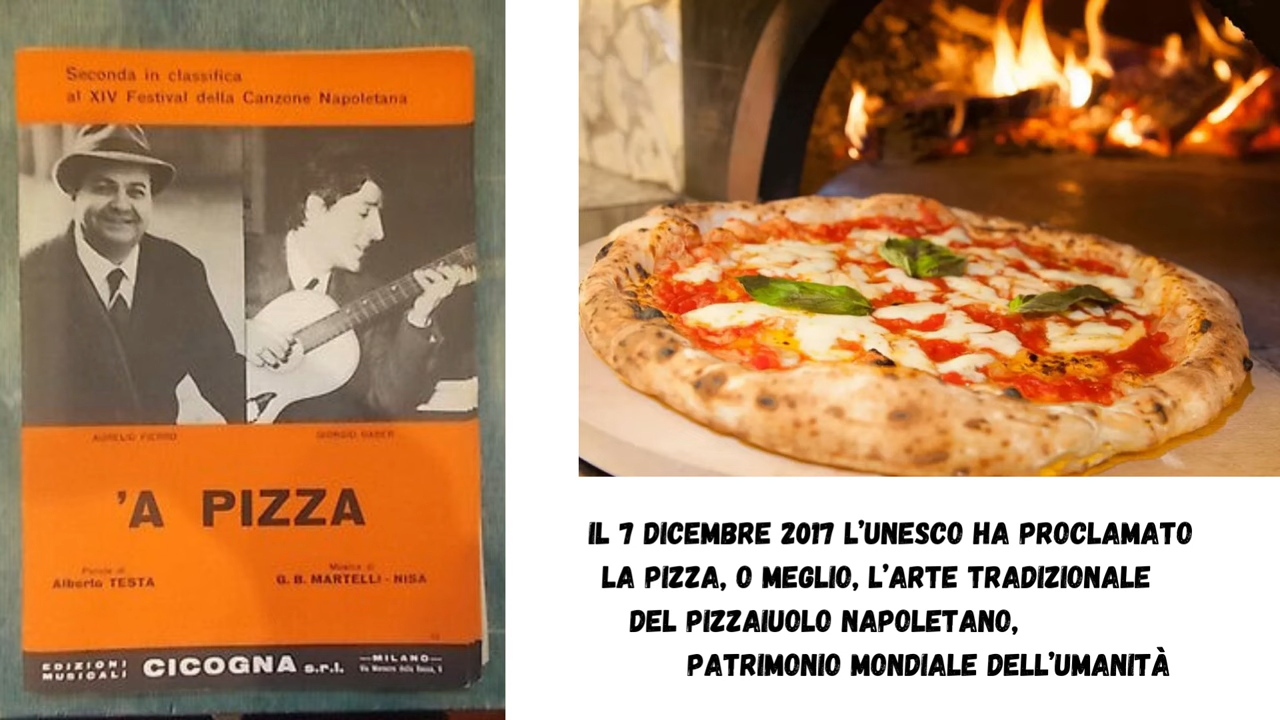 Seconda in classifica
al XIV Festival della Canzone Napoletana
AURELIO FIERRO
GIORGIO GABER
'A PIZZA
Parole di
Alberto TESTA
Musica di
G. B. MARTELLI - NISA
EDIZIONI
MUSICALI
CICOGNA s.r.l.
—MILANO—
IL 7 DICEMBRE 2017 L'UNESCO HA PROCLAMATO
LA PIZZA, O MEGLIO, L'ARTE TRADIZIONALE
DEL PIZZAIUOLO NAPOLETANO,
PATRIMONIO MONDIALE DELL'UMANITÀ